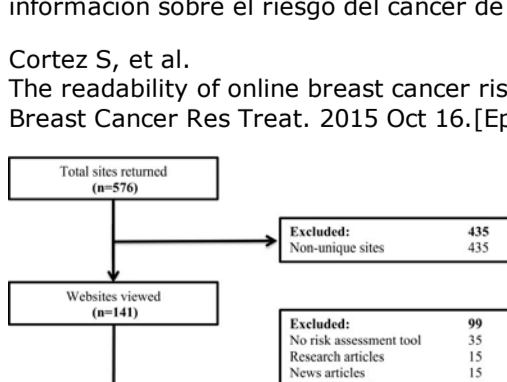 información sobre el riesgo del cáncer de
Cortez S, et al.
The readability of online breast cancer ris
Breast Cancer Res Treat. 2015 Oct 16.[Ep
Total sites returned
(n=576)
Excluded: 435
Non-unique sites 435
Websites viewed
(n=141)
Excluded: 99
No risk assessment tool 35
Research articles 15
News articles 15